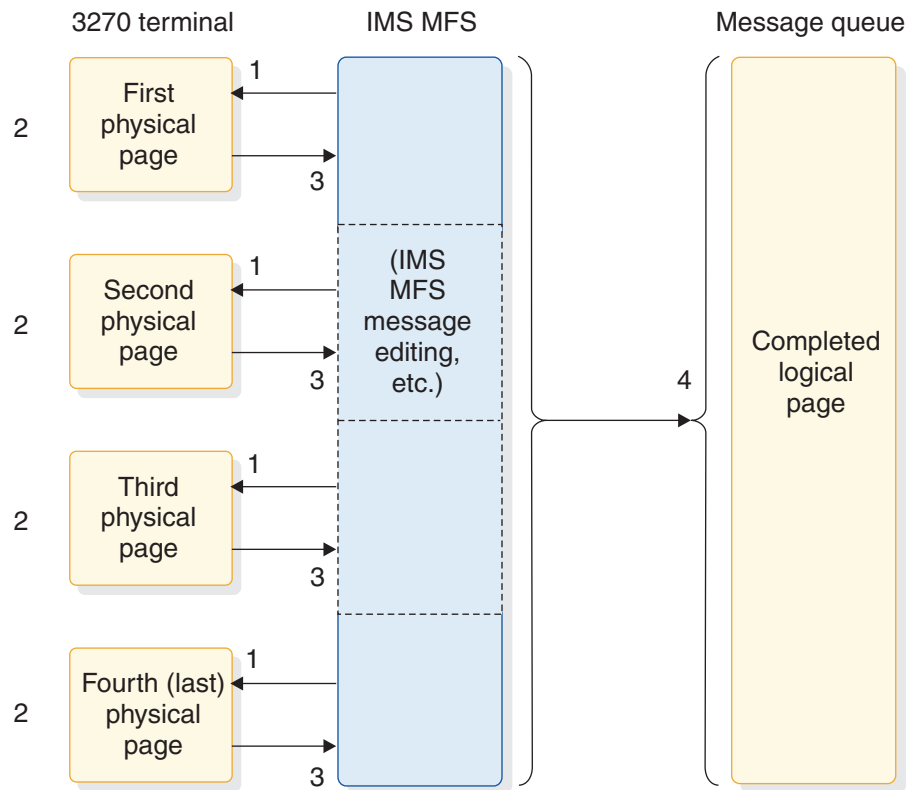 3270 terminal
IMS MFS
Message queue
1
First
physical
page
2
3
1
Second
physical
page
2
3
(IMS
MFS
message
editing,
etc.)
4
Completed
logical
page
1
Third
physical
page
2
3
1
Fourth (last)
physical
page
2
3